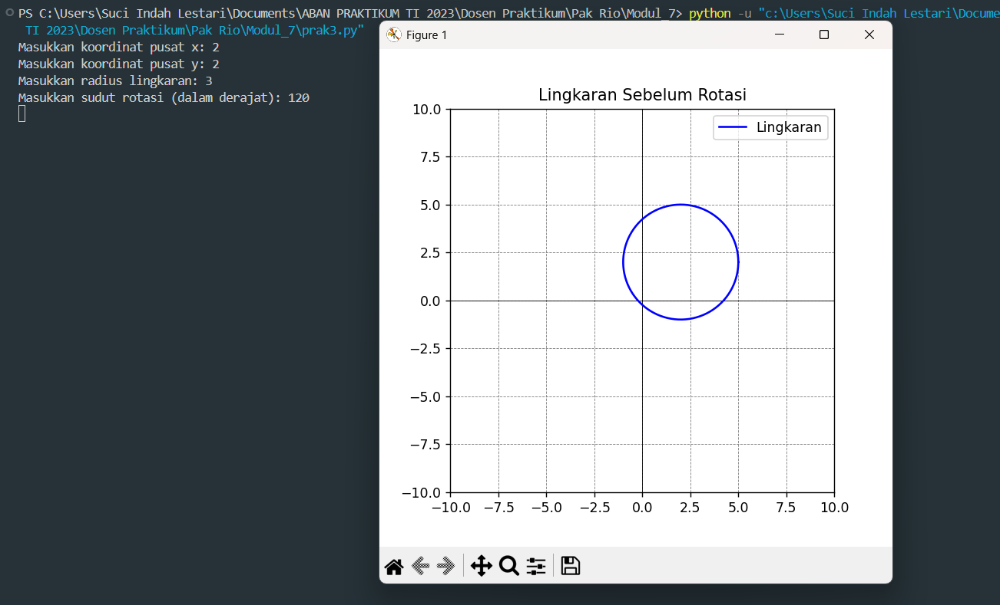 PS C:\Users\Suci Indah Lestari\Documents\ABAN PRAKTIKUM TI 2023\Dosen Praktikum\Pak Rio\Modul_7> python -u "c:\Users\Suci Indah Lestari\Docume
TI 2023\Dosen Praktikum\Pak Rio\Modul_7\prak3.py"
Masukkan koordinat pusat x: 2
Masukkan koordinat pusat y: 2
Masukkan radius lingkaran: 3
Masukkan sudut rotasi (dalam derajat): 120
Figure 1
Lingkaran Sebelum Rotasi
Lingkaran
10.0
7.5
5.0
2.5
0.0
−2.5
−5.0
−7.5
−10.0
−10.0 −7.5 −5.0 −2.5 0.0 2.5 5.0 7.5 10.0